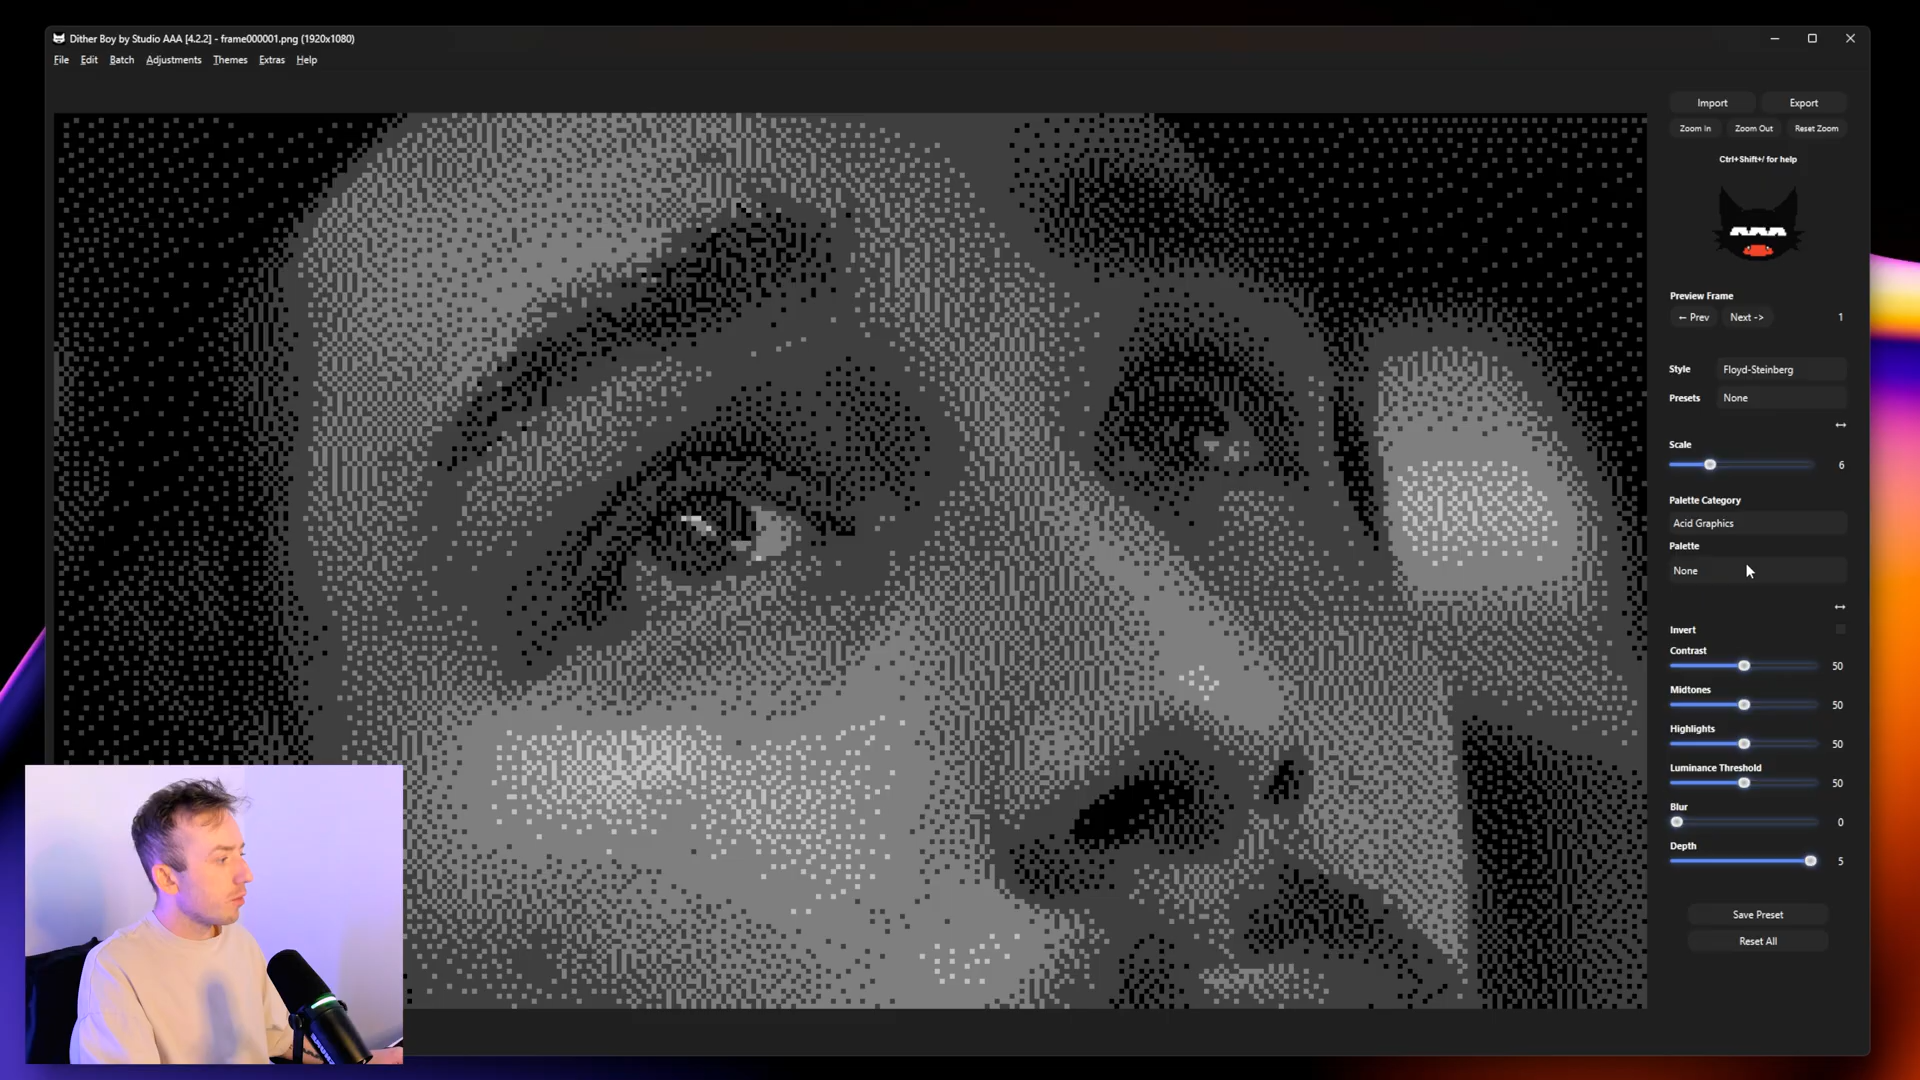 Dither Boy by Studio AAA [4.2.2] - frame000001.png (1920x1080)
File Edit Batch Adjustments Themes Extras Help
Import Export
Zoom In Zoom Out Reset Zoom
Ctrl+Shift+/ for help
AAA
Preview Frame
← Prev Next -> 1
Style Floyd-Steinberg
Presets None
Scale
6
Palette Category
Acid Graphics
Palette
None
Invert
Contrast
50
Midtones
50
Highlights
50
Luminance Threshold
50
Blur
0
Depth
5
Save Preset
Reset All